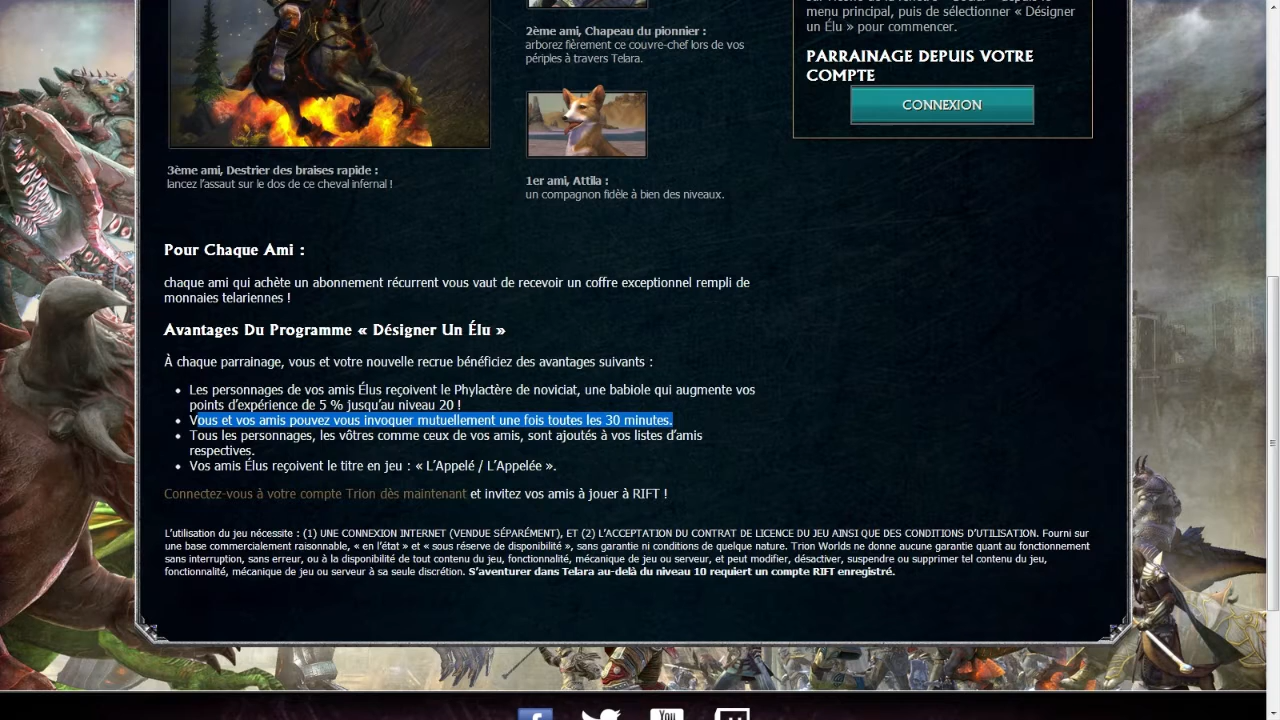 2ème ami, Chapeau du pionnier :
arborez fièrement ce couvre-chef lors de vos
périples à travers Telara.
3ème ami, Destrier des braises rapide :
lancez l'assaut sur le dos de ce cheval infernal !
1er ami, Attila :
un compagnon fidèle à bien des niveaux.
menu principal, puis de sélectionner « Désigner
un Élu » pour commencer.
PARRAINAGE DEPUIS VOTRE
COMPTE
CONNEXION
Pour Chaque Ami :
chaque ami qui achète un abonnement récurrent vous vaut de recevoir un coffre exceptionnel rempli de
monnaies telariennes !
Avantages Du Programme « Désigner Un Élu »
À chaque parrainage, vous et votre nouvelle recrue bénéficiez des avantages suivants :
• Les personnages de vos amis Élus reçoivent le Phylactère de noviciat, une babiole qui augmente vos
points d'expérience de 5 % jusqu'au niveau 20 !
• Vous et vos amis pouvez vous invoquer mutuellement une fois toutes les 30 minutes.
• Tous les personnages, les vôtres comme ceux de vos amis, sont ajoutés à vos listes d'amis
respectives.
• Vos amis Élus reçoivent le titre en jeu : « L'Appelé / L'Appelée ».
Connectez-vous à votre compte Trion dès maintenant et invitez vos amis à jouer à RIFT !
L'utilisation du jeu nécessite : (1) UNE CONNEXION INTERNET (VENDUE SÉPARÉMENT), ET (2) L'ACCEPTATION DU CONTRAT DE LICENCE DU JEU AINSI QUE DES CONDITIONS D'UTILISATION. Fourni sur
une base commercialement raisonnable, « en l'état » et « sous réserve de disponibilité », sans garantie ni conditions de quelque nature. Trion Worlds ne donne aucune garantie quant au fonctionnement
sans interruption, sans erreur, ou à la disponibilité de tout contenu du jeu, fonctionnalité, mécanique de jeu ou serveur, et peut modifier, désactiver, suspendre ou supprimer tel contenu du jeu,
fonctionnalité, mécanique de jeu ou serveur à sa seule discrétion. S'aventurer dans Telara au-delà du niveau 10 requiert un compte RIFT enregistré.
You